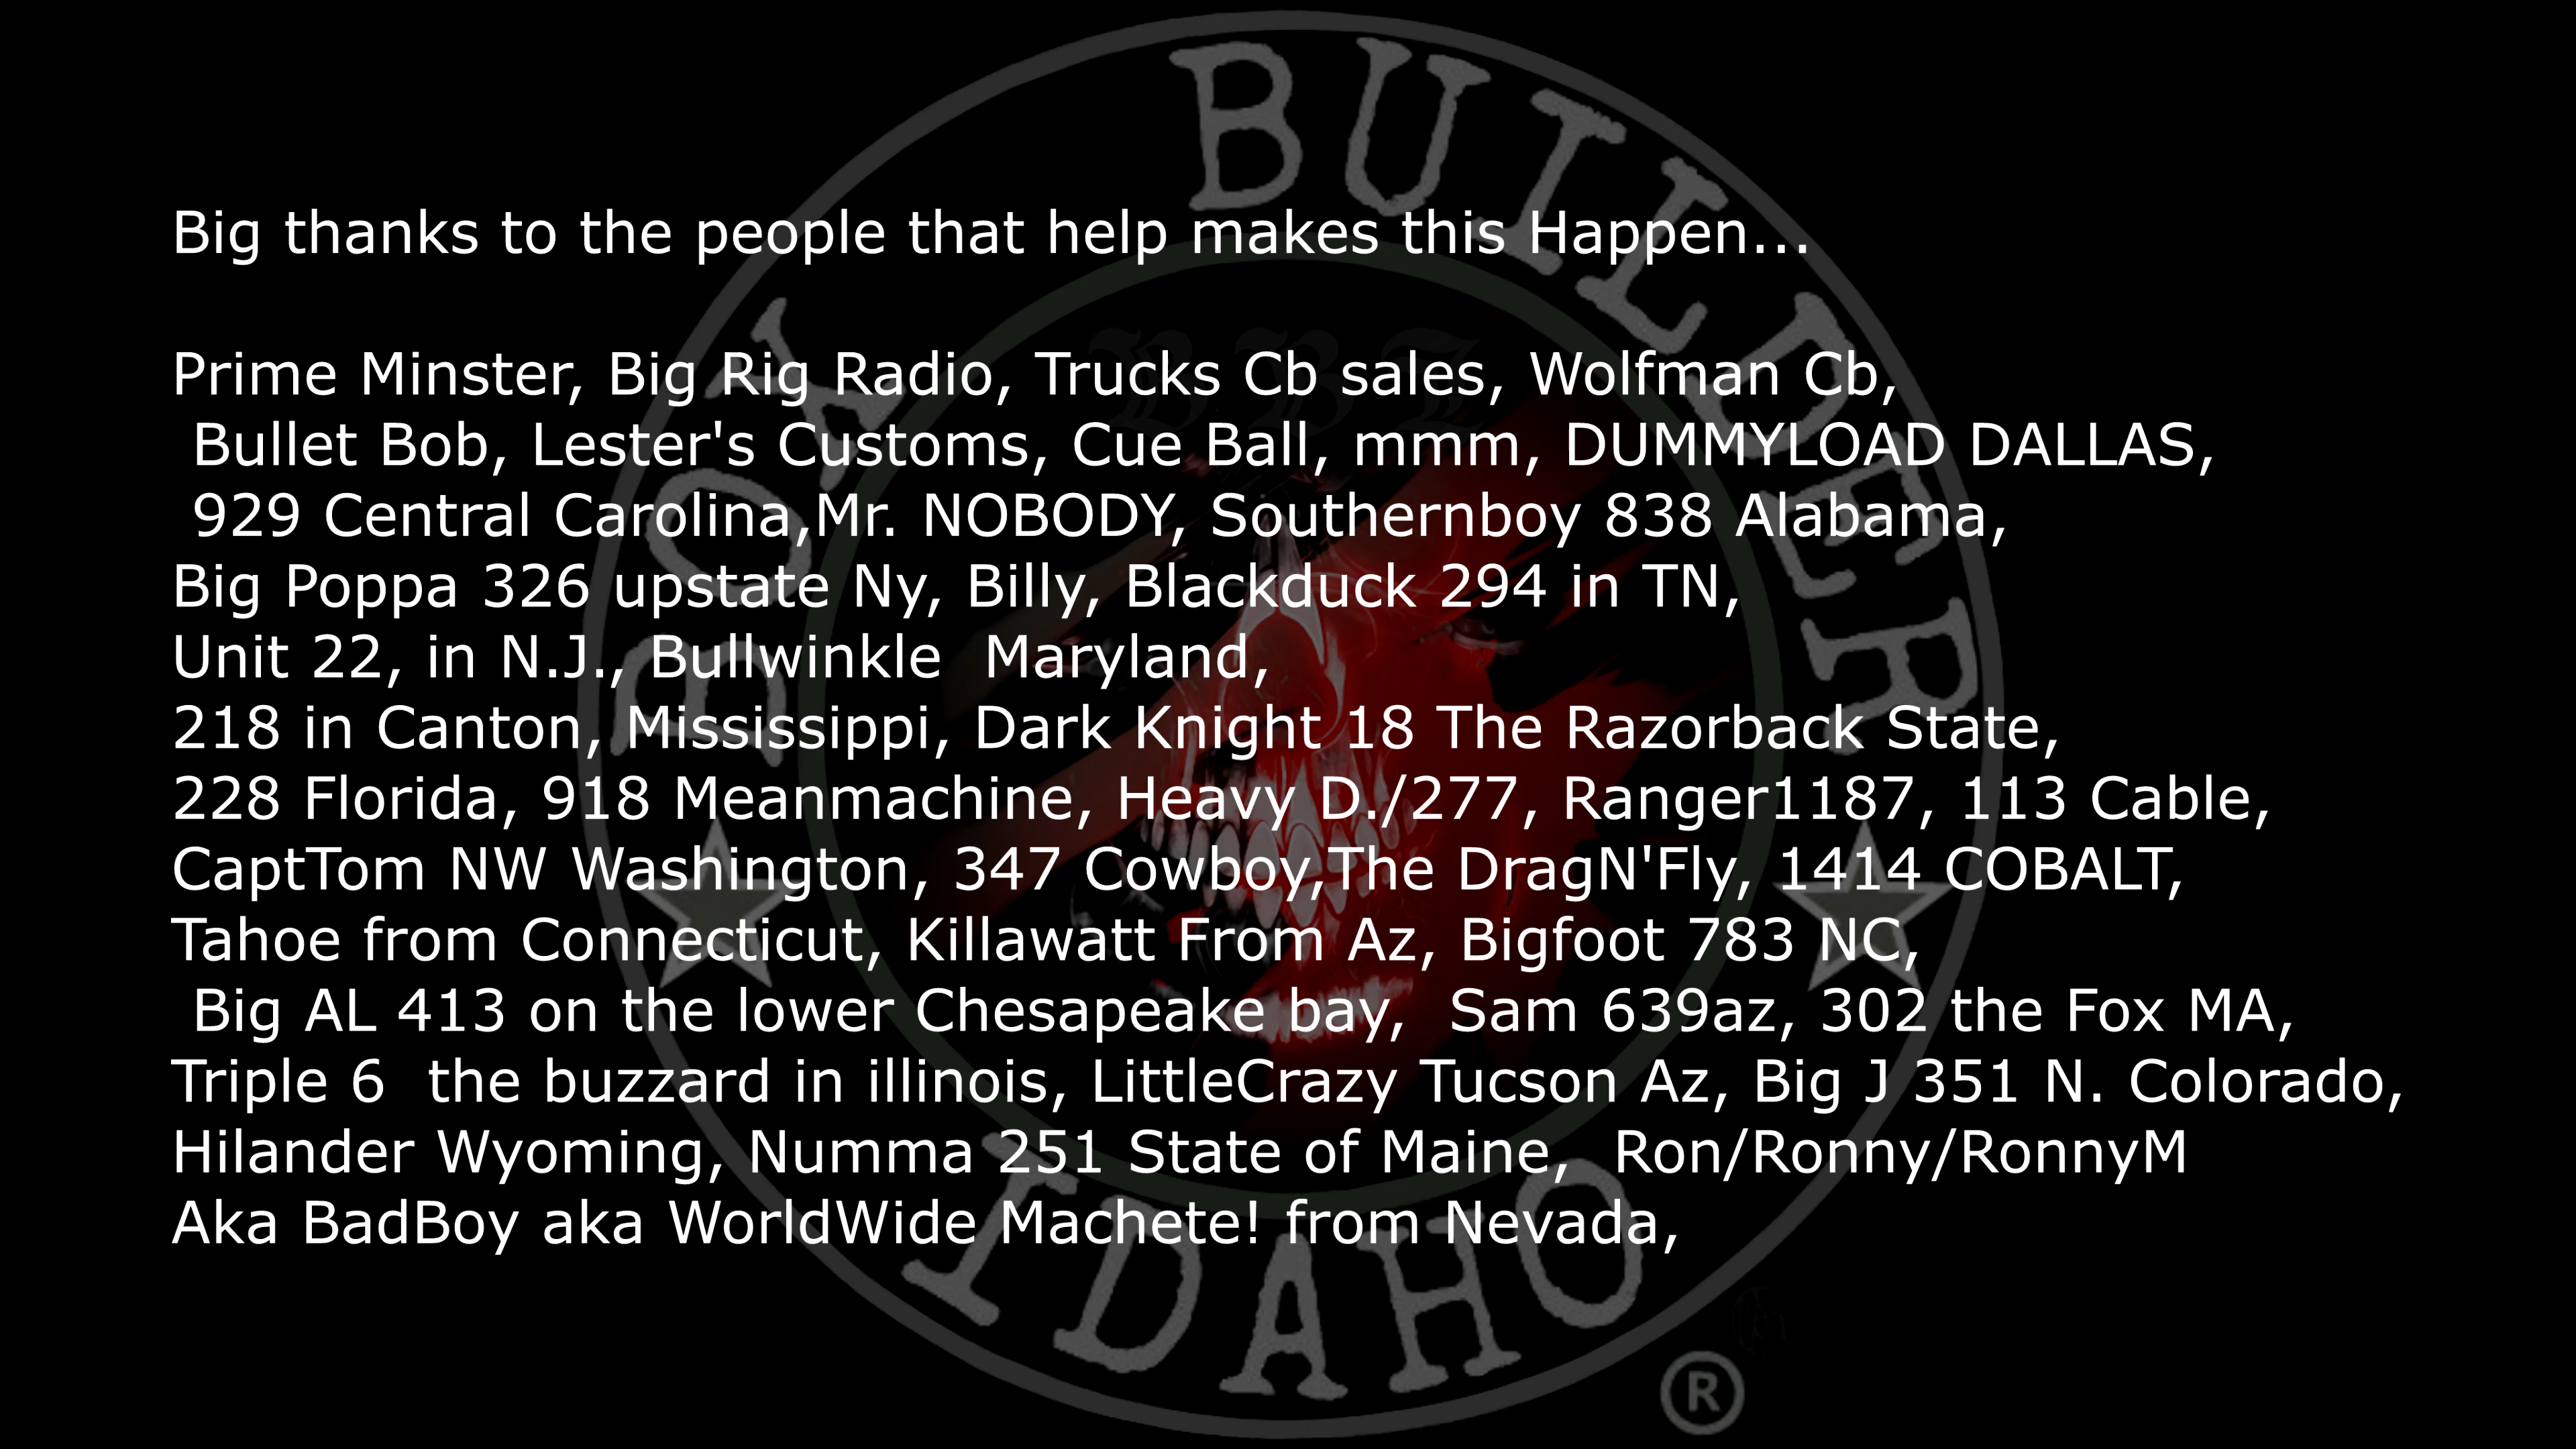 BOX BUILDER
Big thanks to the people that help makes this Happen...
Prime Minster, Big Rig Radio, Trucks Cb sales, Wolfman Cb,
Bullet Bob, Lester's Customs, Cue Ball, mmm, DUMMYLOAD DALLAS,
929 Central Carolina,Mr. NOBODY, Southernboy 838 Alabama,
Big Poppa 326 upstate Ny, Billy, Blackduck 294 in TN,
Unit 22, in N.J., Bullwinkle  Maryland,
218 in Canton, Mississippi, Dark Knight 18 The Razorback State,
228 Florida, 918 Meanmachine, Heavy D./277, Ranger1187, 113 Cable,
CaptTom NW Washington, 347 Cowboy,The DragN'Fly, 1414 COBALT,
Tahoe from Connecticut, Killawatt From Az, Bigfoot 783 NC,
Big AL 413 on the lower Chesapeake bay,  Sam 639az, 302 the Fox MA,
Triple 6  the buzzard in illinois, LittleCrazy Tucson Az, Big J 351 N. Colorado,
Hilander Wyoming, Numma 251 State of Maine,  Ron/Ronny/RonnyM
Aka BadBoy aka WorldWide Machete! from Nevada,
IDAHO
®